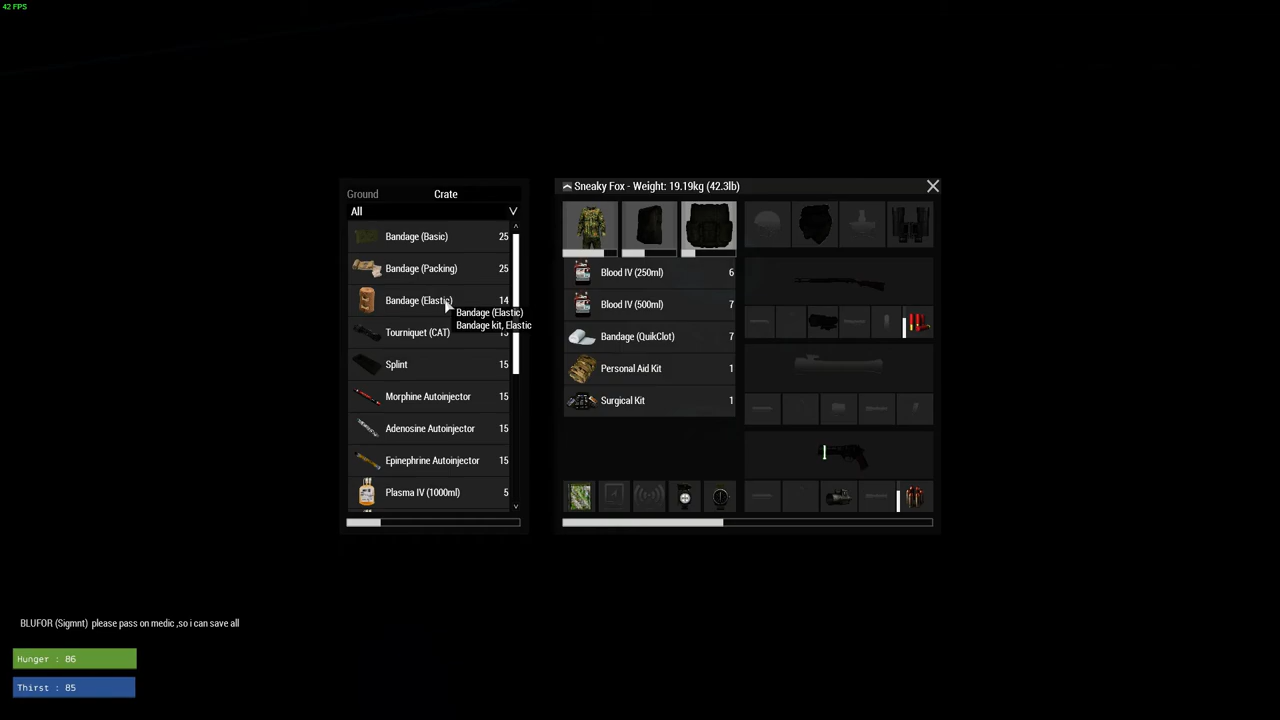 42 FPS
Ground Crate
All
Bandage (Basic) 25
Bandage (Packing) 25
Bandage (Elastic) 14
Bandage (Elastic)
Bandage kit, Elastic
Tourniquet (CAT) 15
Splint 15
Morphine Autoinjector 15
Adenosine Autoinjector 15
Epinephrine Autoinjector 15
Plasma IV (1000ml) 5
Sneaky Fox - Weight: 19.19kg (42.3lb)
Blood IV (250ml) 6
Blood IV (500ml) 7
Bandage (QuikClot) 7
Personal Aid Kit 1
Surgical Kit 1
BLUFOR (Sigmnt) please pass on medic ,so i can save all
Hunger : 86
Thirst : 85